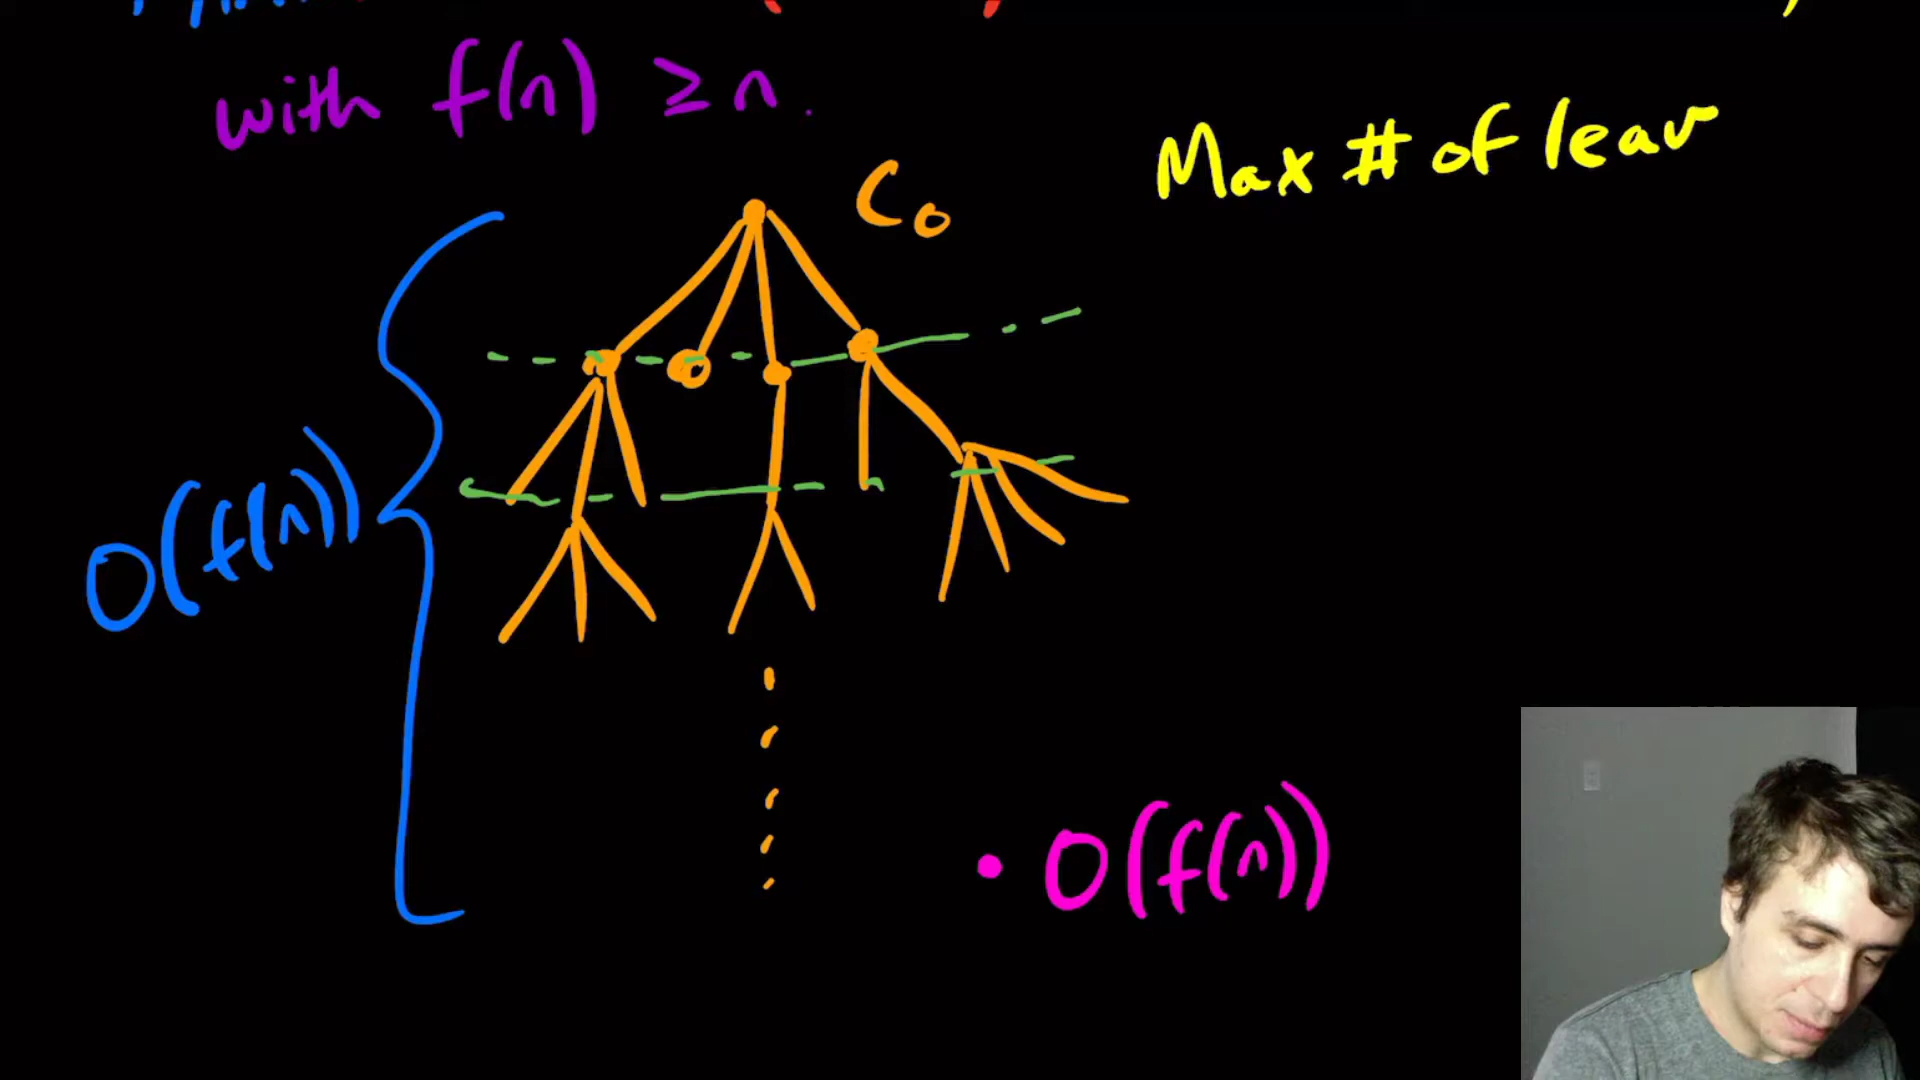 with f(n) ≥ n.
Max # of leav
C₀
O(f(n))
• O(f(n))